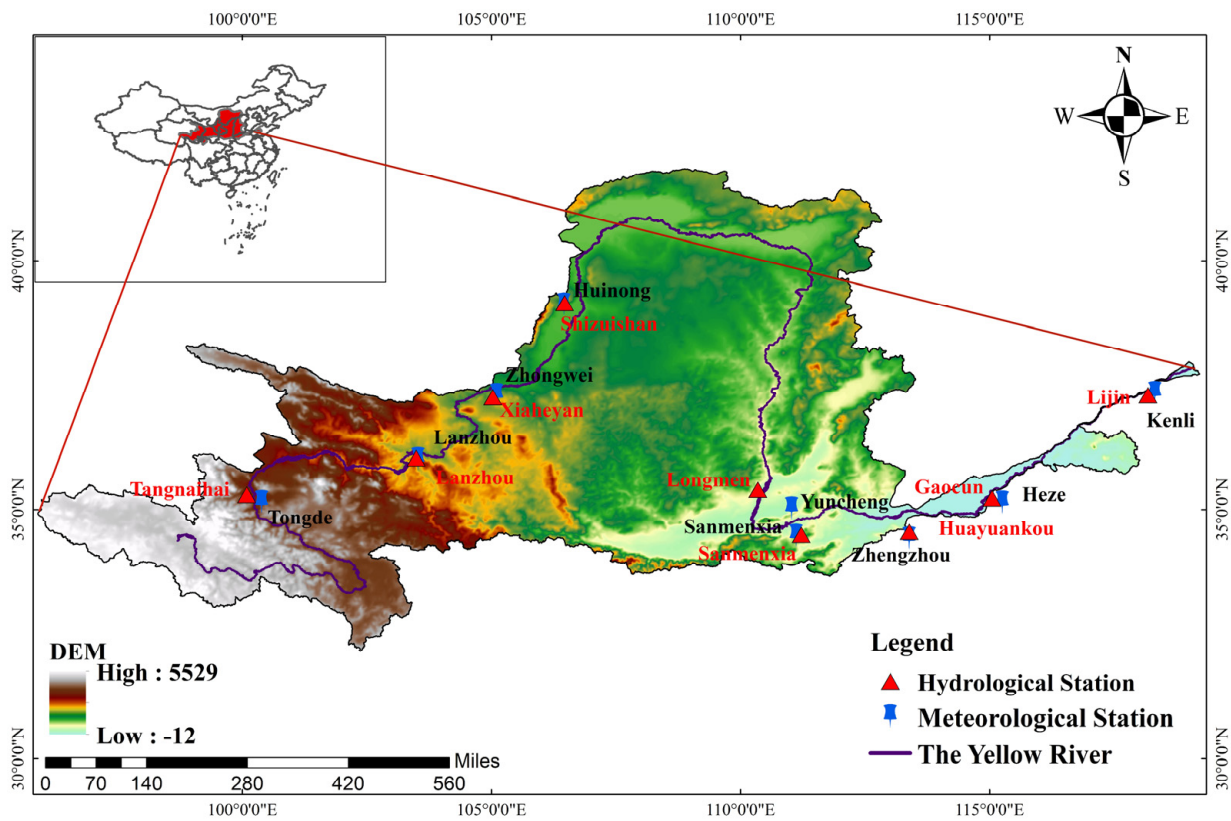 100°0'0"E 105°0'0"E 110°0'0"E 115°0'0"E
N
W E
S
40°0'0"N 40°0'0"N
35°0'0"N 35°0'0"N
30°0'0"N 30°0'0"N
Huinong
Shizuishan
Zhongwei
Xiaheyan
Lanzhou
Lanzhou
Tangnaihai
Tongde
Longmen
Yuncheng
Sanmenxia
Sanmenxia
Zhengzhou
Gaocun
Heze
Huayuankou
Lijin
Kenli
DEM
High : 5529
Low : -12
Miles
0 70 140 280 420 560
Legend
Hydrological Station
Meteorological Station
The Yellow River
100°0'0"E 105°0'0"E 110°0'0"E 115°0'0"E